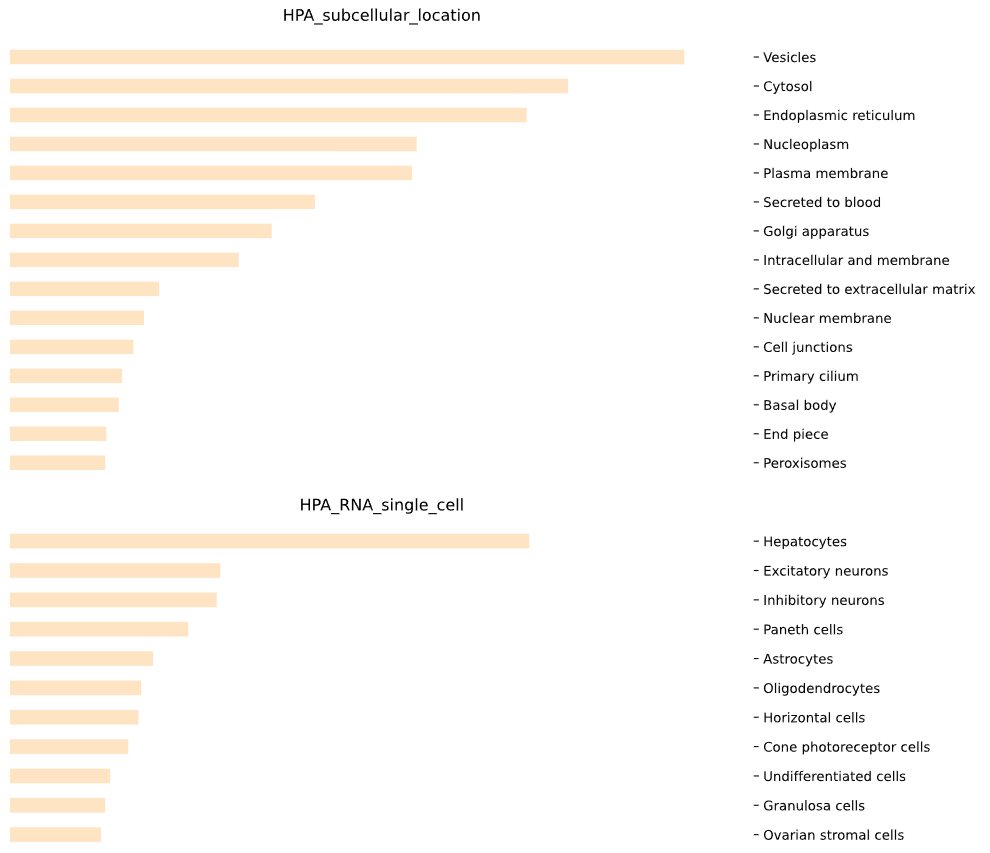 HPA_subcellular_location
Vesicles
Cytosol
Endoplasmic reticulum
Nucleoplasm
Plasma membrane
Secreted to blood
Golgi apparatus
Intracellular and membrane
Secreted to extracellular matrix
Nuclear membrane
Cell junctions
Primary cilium
Basal body
End piece
Peroxisomes
HPA_RNA_single_cell
Hepatocytes
Excitatory neurons
Inhibitory neurons
Paneth cells
Astrocytes
Oligodendrocytes
Horizontal cells
Cone photoreceptor cells
Undifferentiated cells
Granulosa cells
Ovarian stromal cells